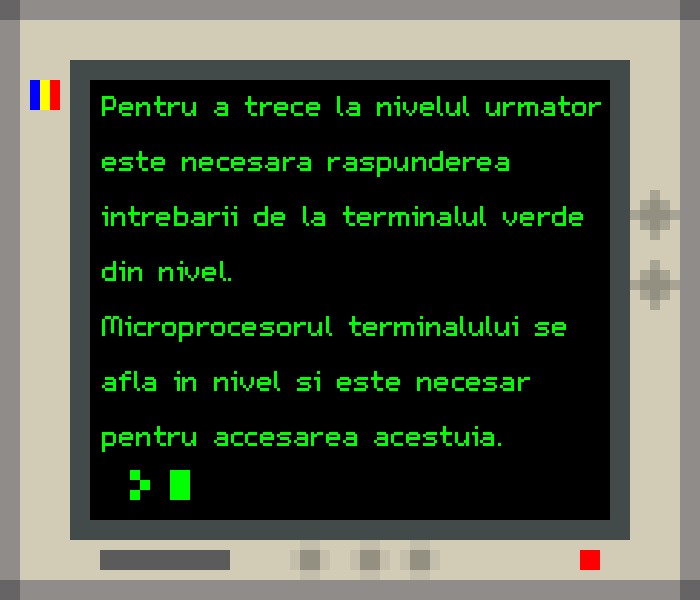 Pentru a trece la nivelul urmator
este necesara raspunderea
intrebarii de la terminalul verde
din nivel.
Microprocesorul terminalului se
afla in nivel si este necesar
pentru accesarea acestuia.
>